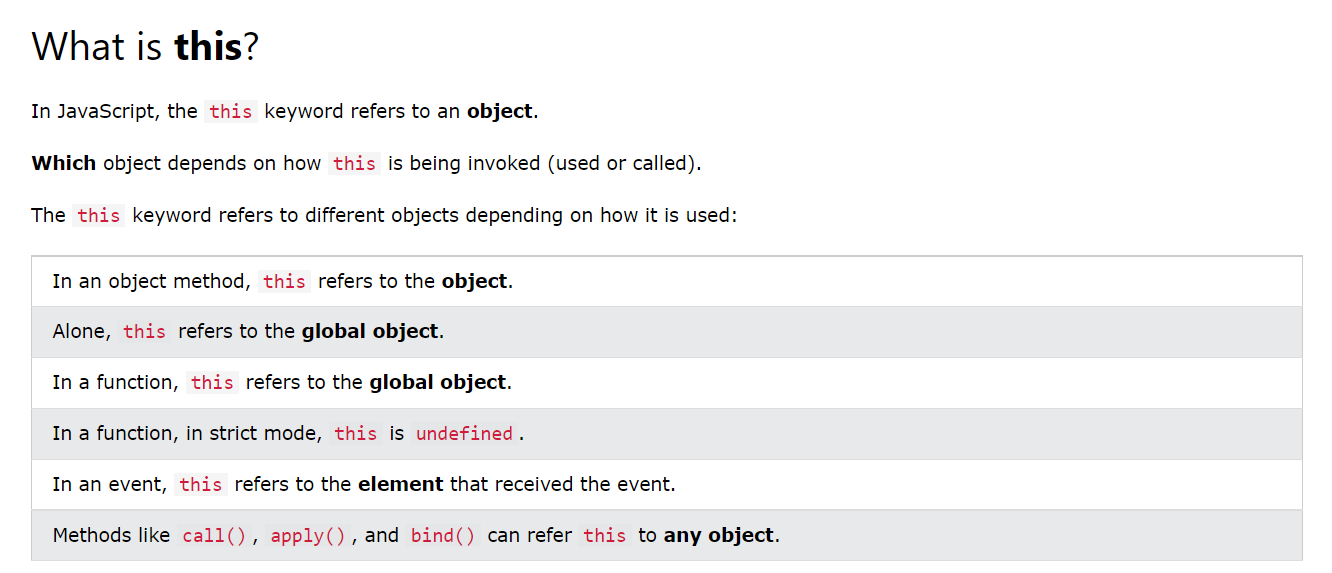 What is this?
In JavaScript, the this keyword refers to an object.
Which object depends on how this is being invoked (used or called).
The this keyword refers to different objects depending on how it is used:
In an object method, this refers to the object.
Alone, this refers to the global object.
In a function, this refers to the global object.
In a function, in strict mode, this is undefined.
In an event, this refers to the element that received the event.
Methods like call(), apply(), and bind() can refer this to any object.